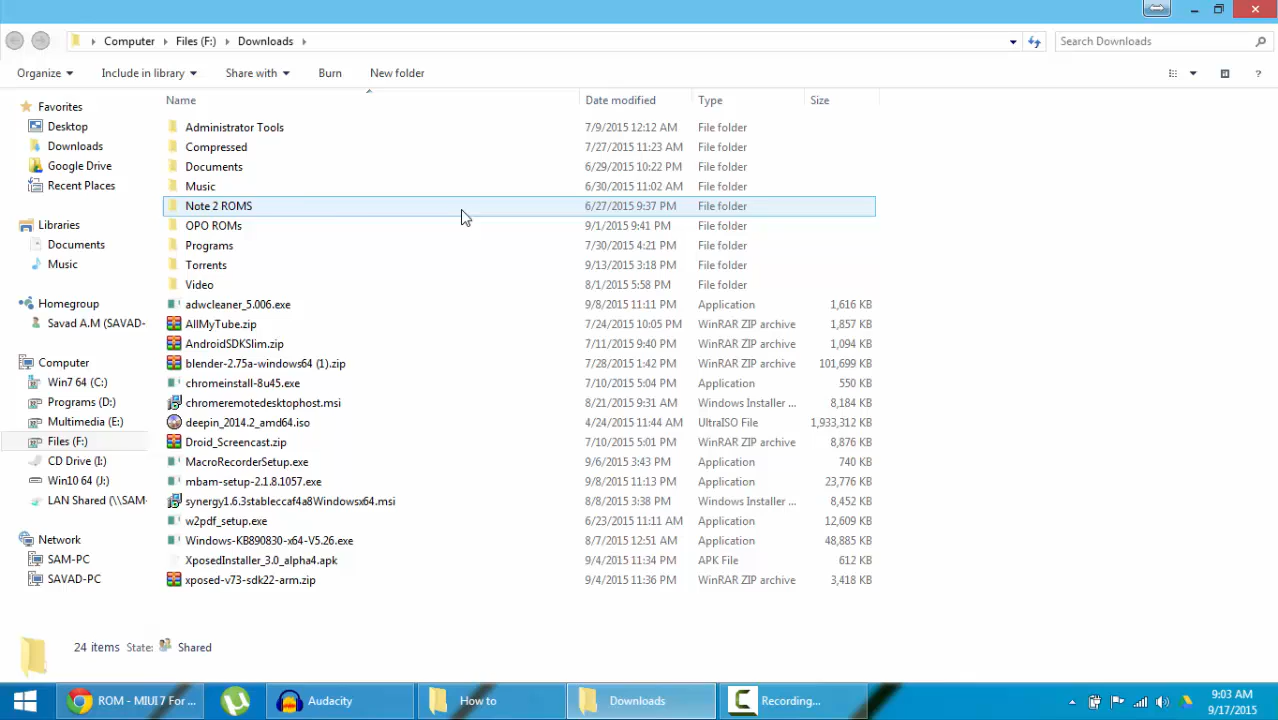 Computer Files (F:) Downloads Search Downloads
Organize Include in library Share with Burn New folder
Favorites
Desktop
Downloads
Google Drive
Recent Places
Libraries
Documents
Music
Homegroup
Savad A.M (SAVAD-
Computer
Win7 64 (C:)
Programs (D:)
Multimedia (E:)
Files (F:)
CD Drive (I:)
Win10 64 (J:)
LAN Shared (\\SAM-
Network
SAM-PC
SAVAD-PC
Name Date modified Type Size
Administrator Tools 7/9/2015 12:12 AM File folder
Compressed 7/27/2015 11:23 AM File folder
Documents 6/29/2015 10:22 PM File folder
Music 6/30/2015 11:02 AM File folder
Note 2 ROMS 6/27/2015 9:37 PM File folder
OPO ROMs 9/1/2015 9:41 PM File folder
Programs 7/30/2015 4:21 PM File folder
Torrents 9/13/2015 3:18 PM File folder
Video 8/1/2015 5:58 PM File folder
adwcleaner_5.006.exe 9/8/2015 11:11 PM Application 1,616 KB
AllMyTube.zip 7/24/2015 10:05 PM WinRAR ZIP archive 1,857 KB
AndroidSDKSlim.zip 7/11/2015 9:40 PM WinRAR ZIP archive 1,094 KB
blender-2.75a-windows64 (1).zip 7/28/2015 1:42 PM WinRAR ZIP archive 101,699 KB
chromeinstall-8u45.exe 7/10/2015 5:04 PM Application 550 KB
chromeremotedesktophost.msi 8/21/2015 9:31 AM Windows Installer ... 8,184 KB
deepin_2014.2_amd64.iso 4/24/2015 11:44 AM UltraISO File 1,933,312 KB
Droid_Screencast.zip 7/10/2015 5:01 PM WinRAR ZIP archive 8,876 KB
MacroRecorderSetup.exe 9/6/2015 3:43 PM Application 740 KB
mbam-setup-2.1.8.1057.exe 9/8/2015 11:13 PM Application 23,776 KB
synergy1.6.3stableccaf4a8Windowsx64.msi 8/8/2015 3:38 PM Windows Installer ... 8,452 KB
w2pdf_setup.exe 6/23/2015 11:11 AM Application 12,609 KB
Windows-KB890830-x64-V5.26.exe 8/7/2015 12:51 AM Application 48,885 KB
XposedInstaller_3.0_alpha4.apk 9/4/2015 11:34 PM APK File 612 KB
xposed-v73-sdk22-arm.zip 9/4/2015 11:36 PM WinRAR ZIP archive 3,418 KB
24 items State: Shared
ROM - MIUI 7 For ... Audacity How to Downloads Recording... 9:03 AM
9/17/2015